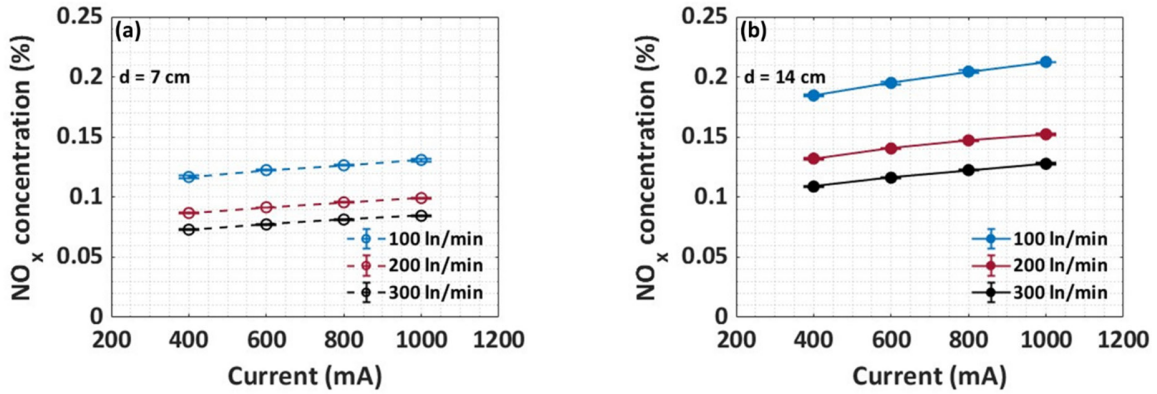 (a)
d = 7 cm
NOx concentration (%)
0.25
0.2
0.15
0.1
0.05
0
200 400 600 800 1000 1200
Current (mA)
100 ln/min
200 ln/min
300 ln/min
(b)
d = 14 cm
NOx concentration (%)
0.25
0.2
0.15
0.1
0.05
0
200 400 600 800 1000 1200
Current (mA)
100 ln/min
200 ln/min
300 ln/min